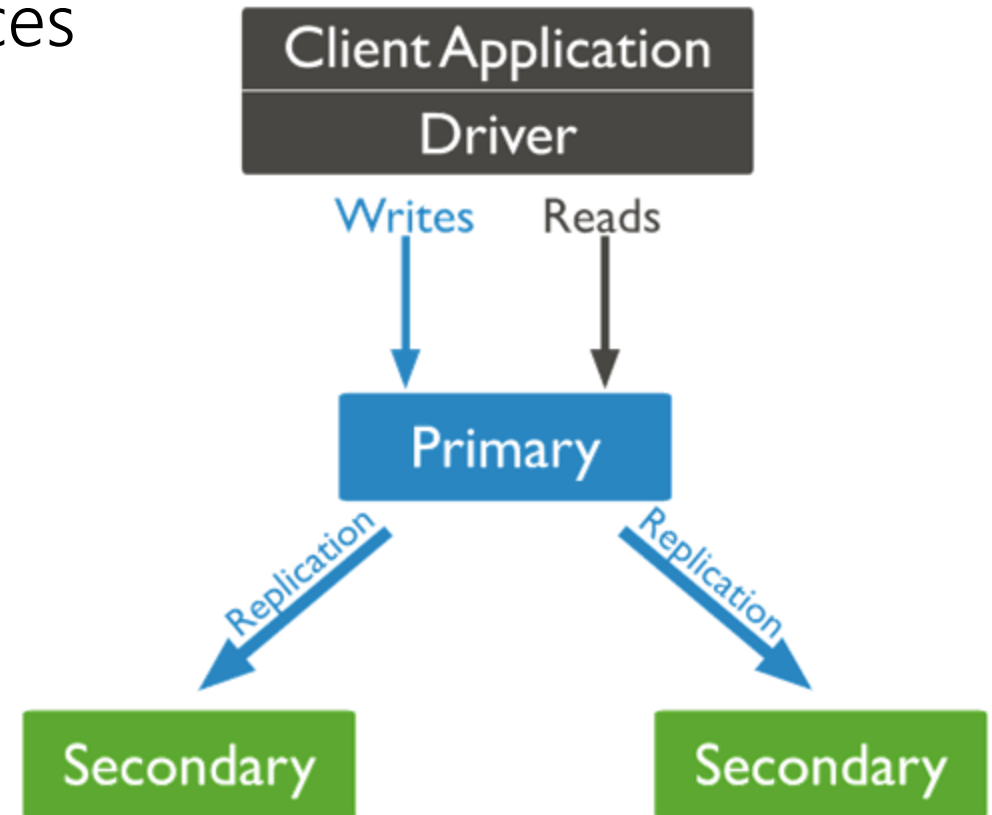 ces
Client Application
Driver
Writes Reads
Primary
Replication Replication
Secondary Secondary